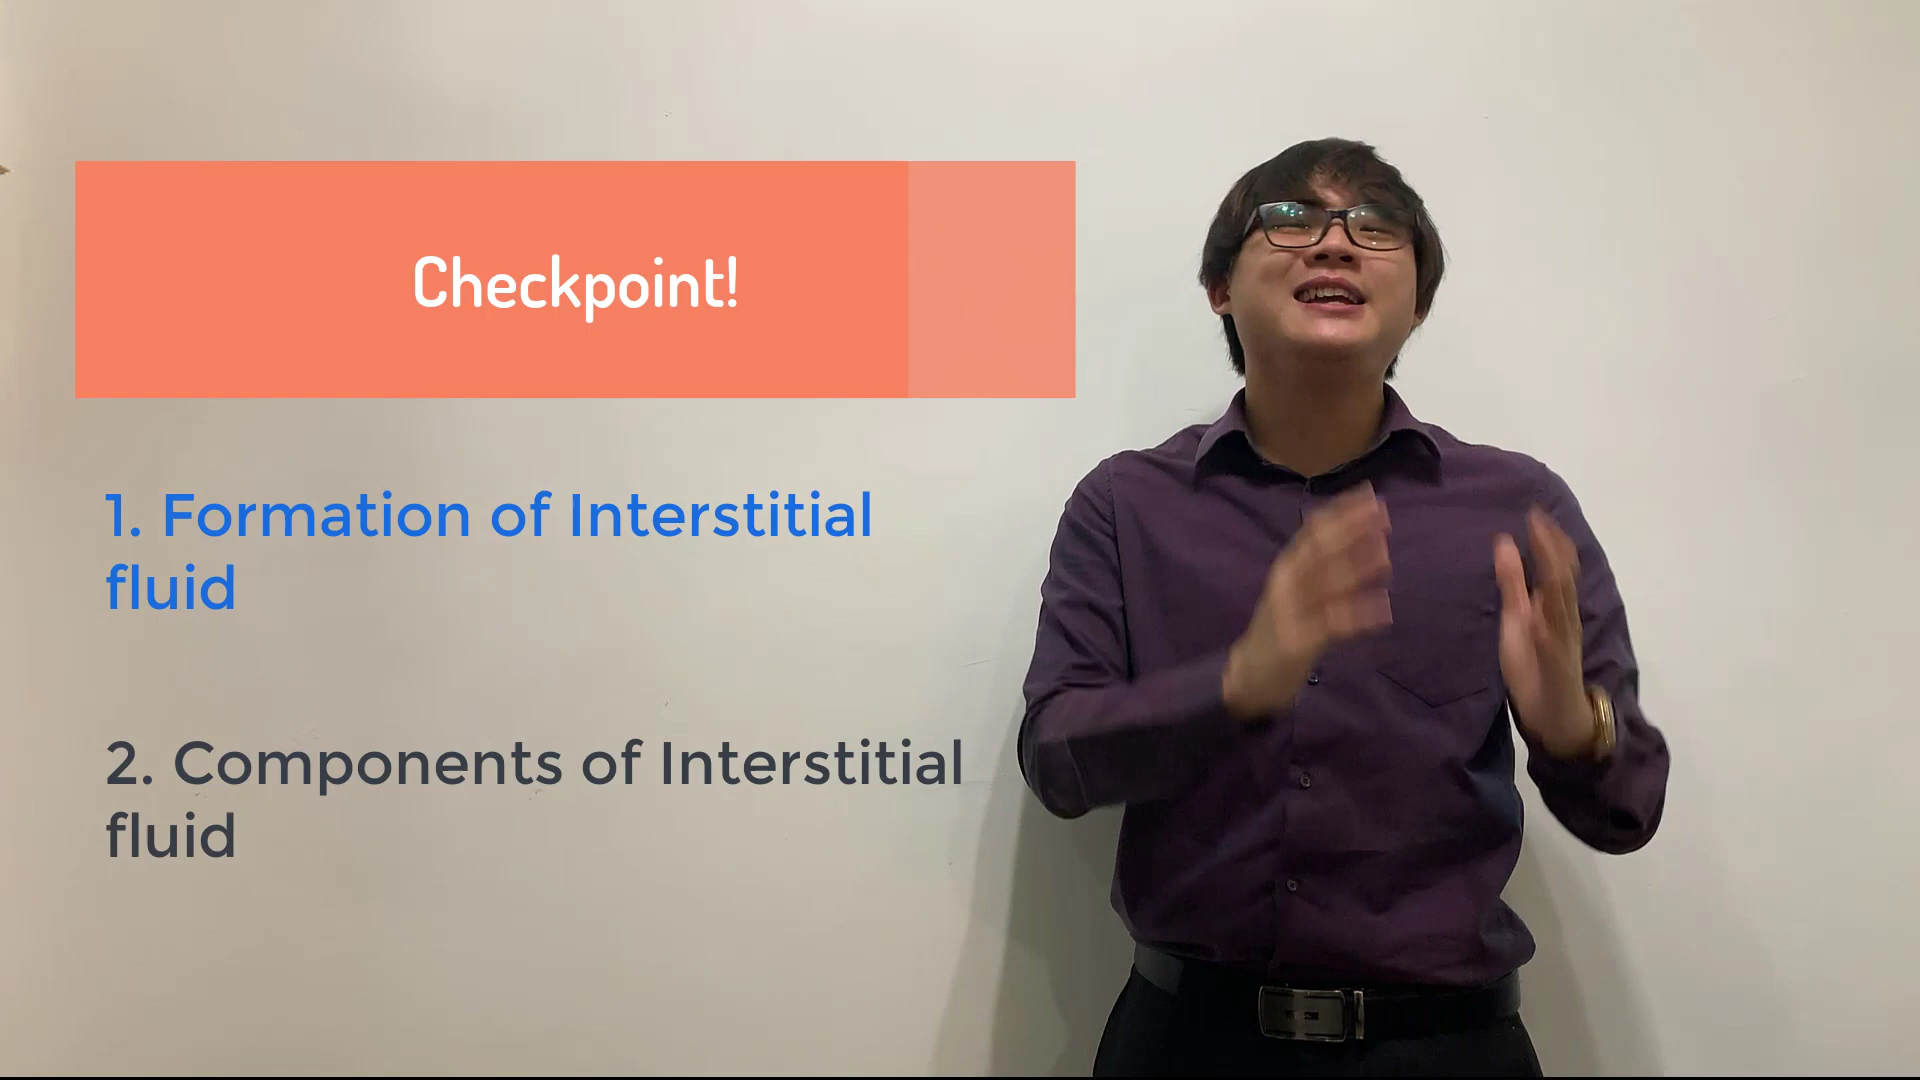 Checkpoint!
1. Formation of Interstitial
fluid
2. Components of Interstitial
fluid